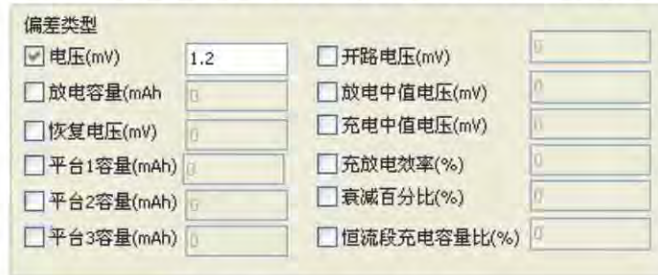 偏差类型
电压(mV) 1.2 开路电压(mV) 0
放电容量(mAh 0 放电中值电压(mV) 0
恢复电压(mV) 0 充电中值电压(mV) 0
平台1容量(mAh) 0 充放电效率(%) 0
平台2容量(mAh) 0 衰减百分比(%) 0
平台3容量(mAh) 0 恒流段充电容量比(%) 0